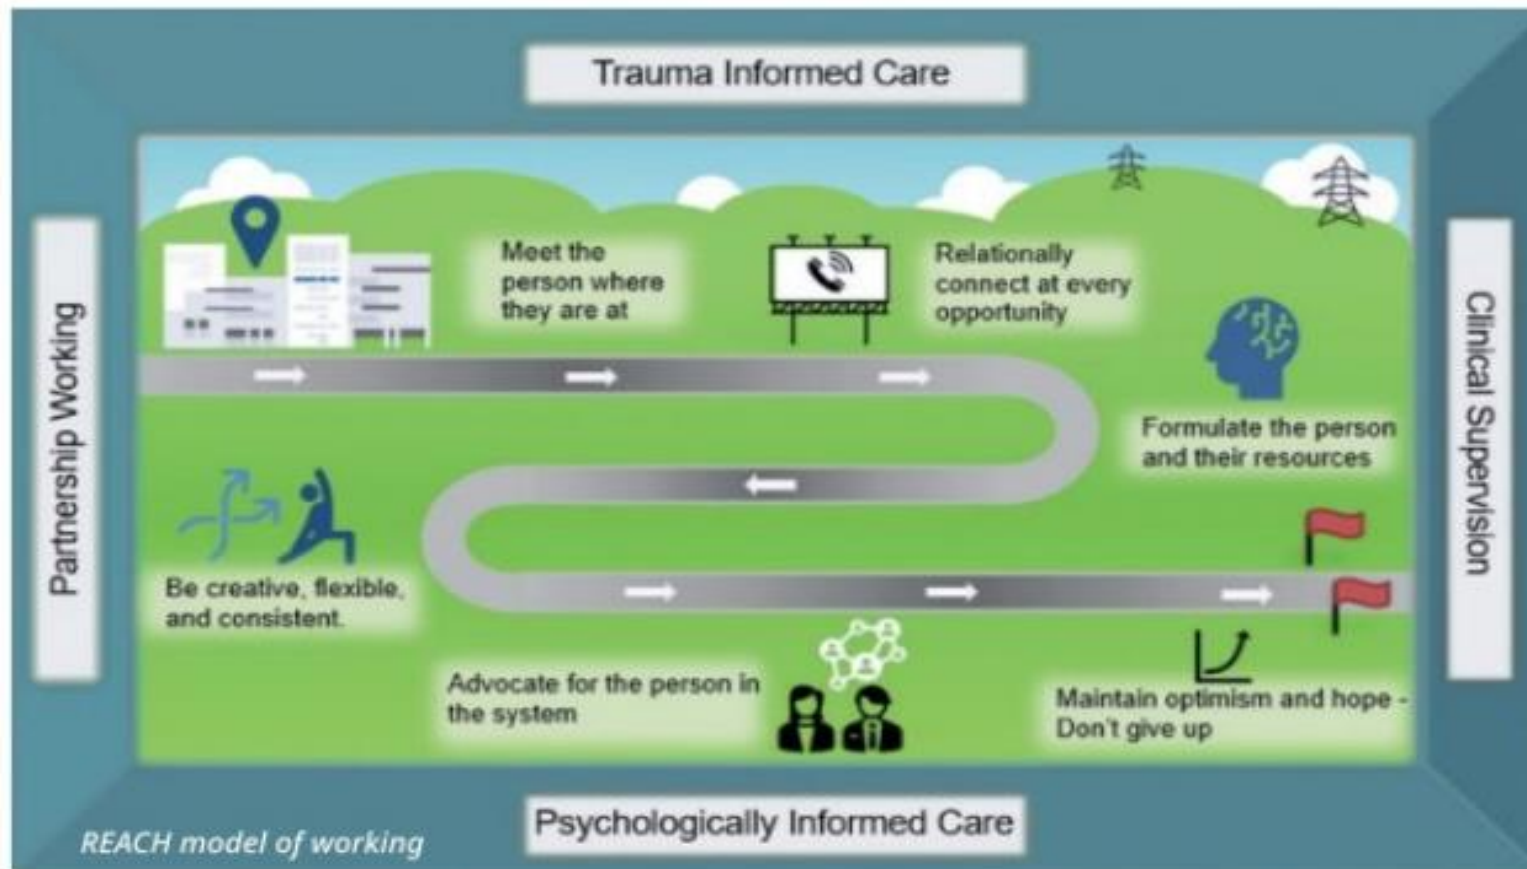 Trauma Informed Care
Partnership Working
Meet the
person where
they are at
Relationally
connect at every
opportunity
Formulate the person
and their resources
Be creative, flexible,
and consistent.
Advocate for the person in
the system
Maintain optimism and hope -
Don't give up
Clinical Supervision
Psychologically Informed Care
REACH model of working